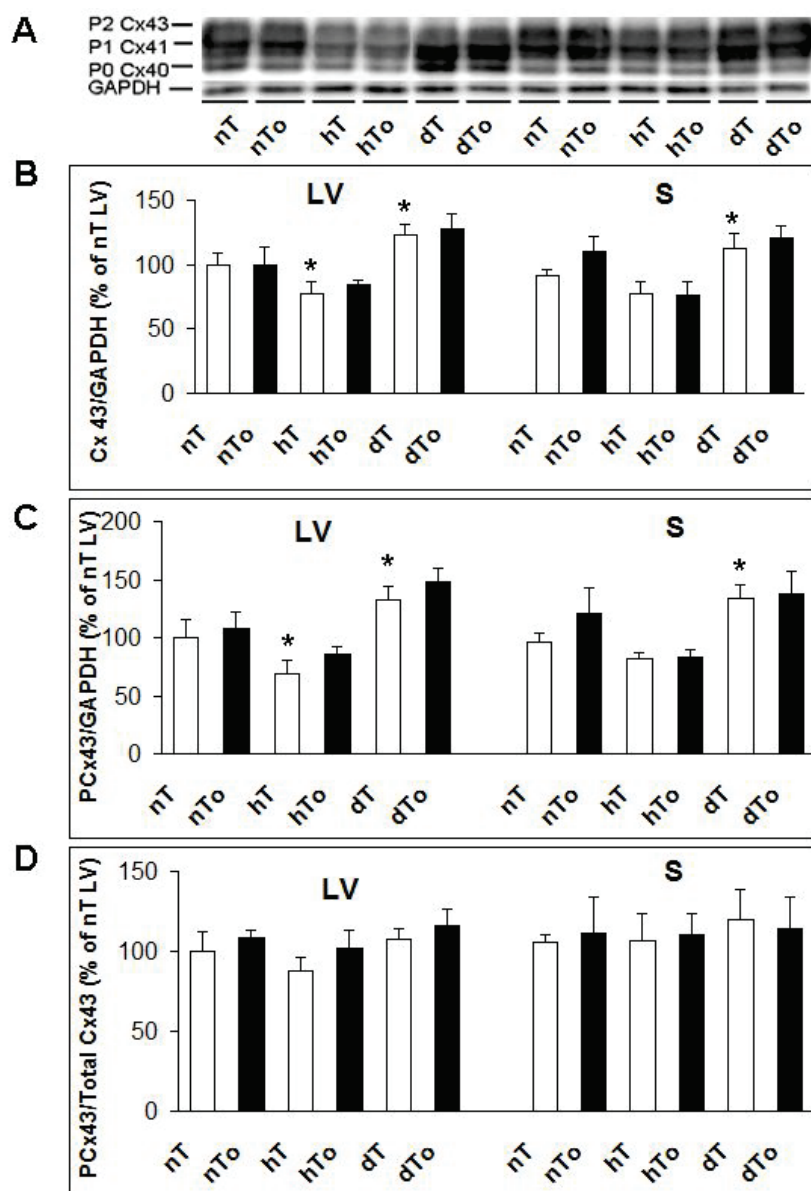 A
P2 Cx43
P1 Cx41
P0 Cx40
GAPDH
nT nTo hT hTo dT dTo nT nTo hT hTo dT dTo
B
LV S
Cx 43/GAPDH (% of nT LV)
150
100
50
0
* * *
nT nTo hT hTo dT dTo nT nTo hT hTo dT dTo
C
LV S
PCx43/GAPDH (% of nT LV)
200
150
100
50
0
* * *
nT nTo hT hTo dT dTo nT nTo hT hTo dT dTo
D
LV S
PCx43/Total Cx43 (% of nT LV)
150
100
50
0
nT nTo hT hTo dT dTo nT nTo hT hTo dT dTo